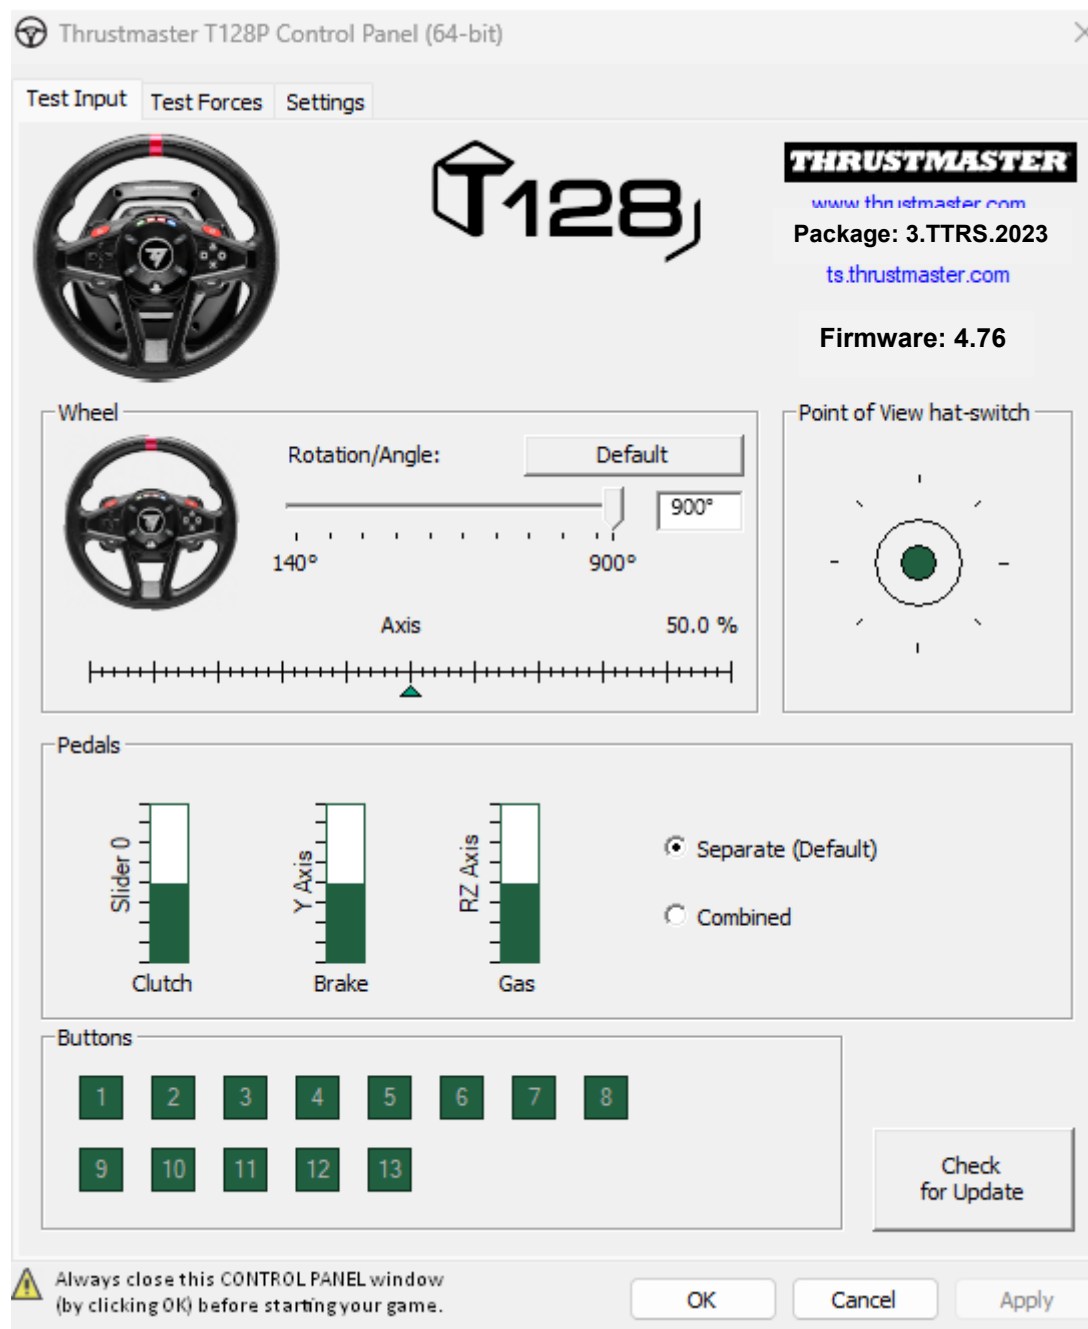 Thrustmaster T128P Control Panel (64-bit)
Test Input Test Forces Settings
T128
THRUSTMASTER
www.thrustmaster.com
Package: 3.TTRS.2023
ts.thrustmaster.com
Firmware: 4.76
Wheel
Rotation/Angle: Default
900°
140° 900°
Axis 50.0 %
Point of View hat-switch
Pedals
Slider 0
Clutch
Y Axis
Brake
RZ Axis
Gas
Separate (Default)
Combined
Buttons
1 2 3 4 5 6 7 8
9 10 11 12 13
Check
for Update
Always close this CONTROL PANEL window
(by clicking OK) before starting your game.
OK Cancel Apply